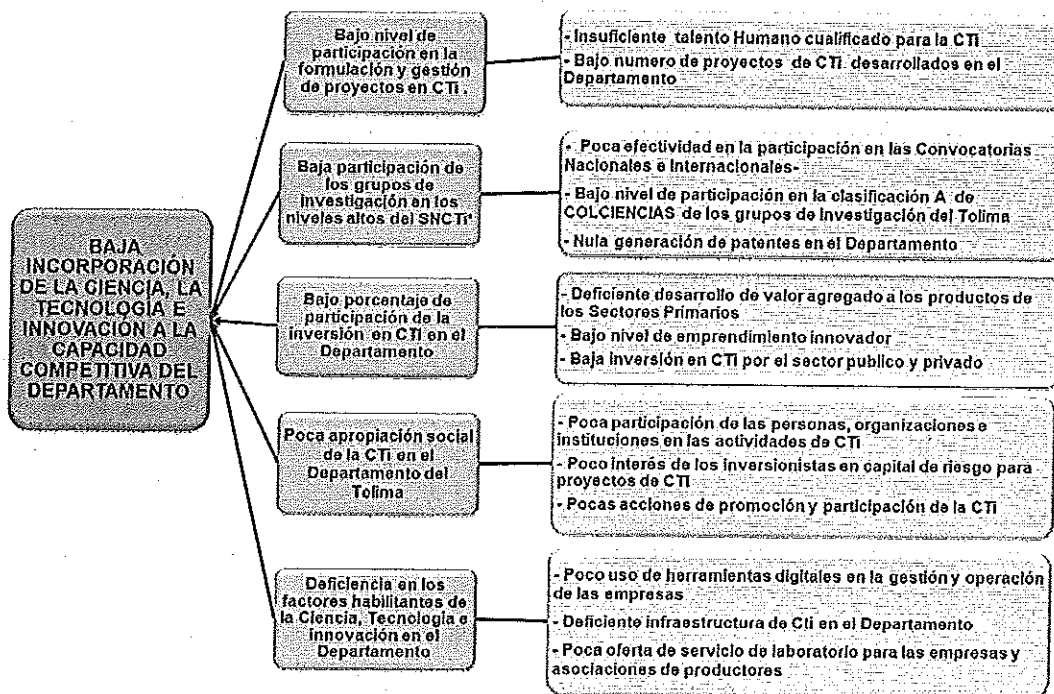 BAJA
INCORPORACIÓN
DE LA CIENCIA, LA
TECNOLOGÍA E
INNOVACIÓN A LA
CAPACIDAD
COMPETITIVA DEL
DEPARTAMENTO
Bajo nivel de
participación en la
formulación y gestión
de proyectos en CTi .
- Insuficiente talento Humano cualificado para la CTi
- Bajo numero de proyectos de CTi desarrollados en el
Departamento
Baja participación de
los grupos de
investigación en los
niveles altos del SNCTi
- Poca efectividad en la participación en las Convocatorias
Nacionales e Internacionales-
- Bajo nivel de participación en la clasificación A de
COLCIENCIAS de los grupos de Investigación del Tolima
- Nula generación de patentes en el Departamento
Bajo porcentaje de
participación de la
inversión en CTi en el
Departamento
- Deficiente desarrollo de valor agregado a los productos de
los Sectores Primarios
- Bajo nivel de emprendimiento innovador
- Baja inversión en CTi por el sector publico y privado
Poca apropiación social
de la CTi en el
Departamento del
Tolima
- Poca participación de las personas, organizaciones e
instituciones en las actividades de CTi
- Poco interés de los inversionistas en capital de riesgo para
proyectos de CTI
- Pocas acciones de promoción y participación de la CTi
Deficiencia en los
factores habilitantes de
la Ciencia, Tecnología e
innovación en el
Departamento
- Poco uso de herramientas digitales en la gestión y operación
de las empresas
- Deficiente infraestructura de Cti en el Departamento
- Poca oferta de servicio de laboratorio para las empresas y
asociaciones de productores